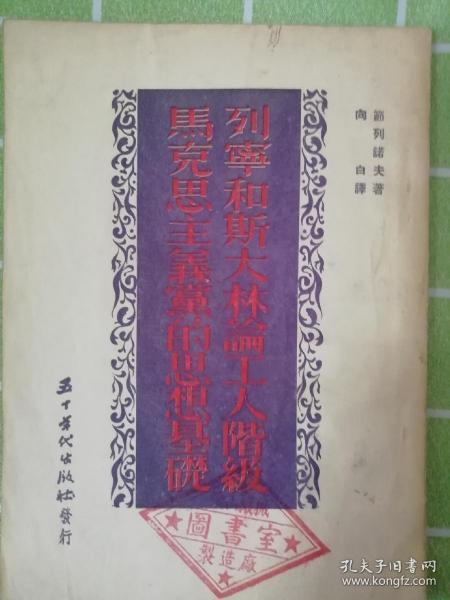 節列諾夫著
向白譯
列寧和斯大林論工人階級
馬克思主義黨的思想基礎
五十年代出版社發行
圖書室
製造廠
孔夫子旧书网
www.kongfz.com